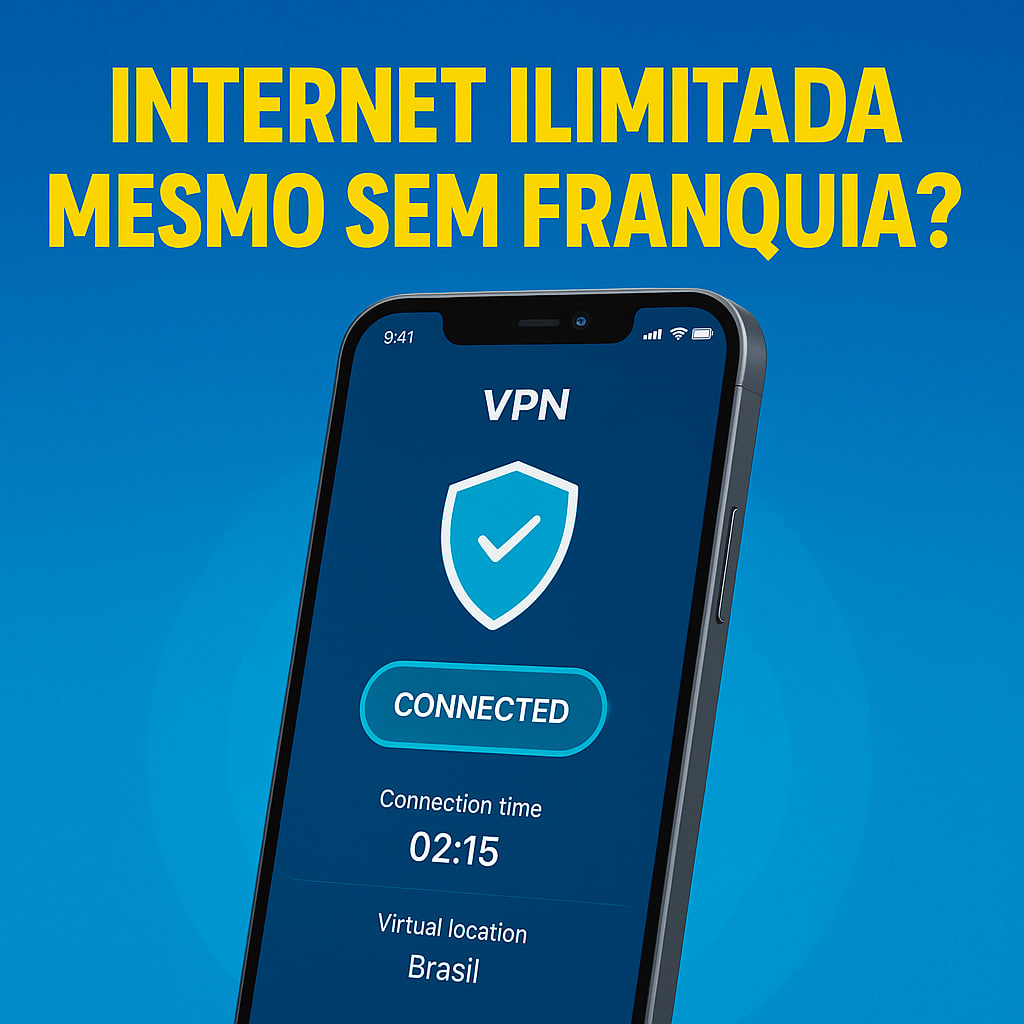 INTERNET ILIMITADA
MESMO SEM FRANQUIA?
9:41
VPN
CONNECTED
Connection time
02:15
Virtual location
Brasil